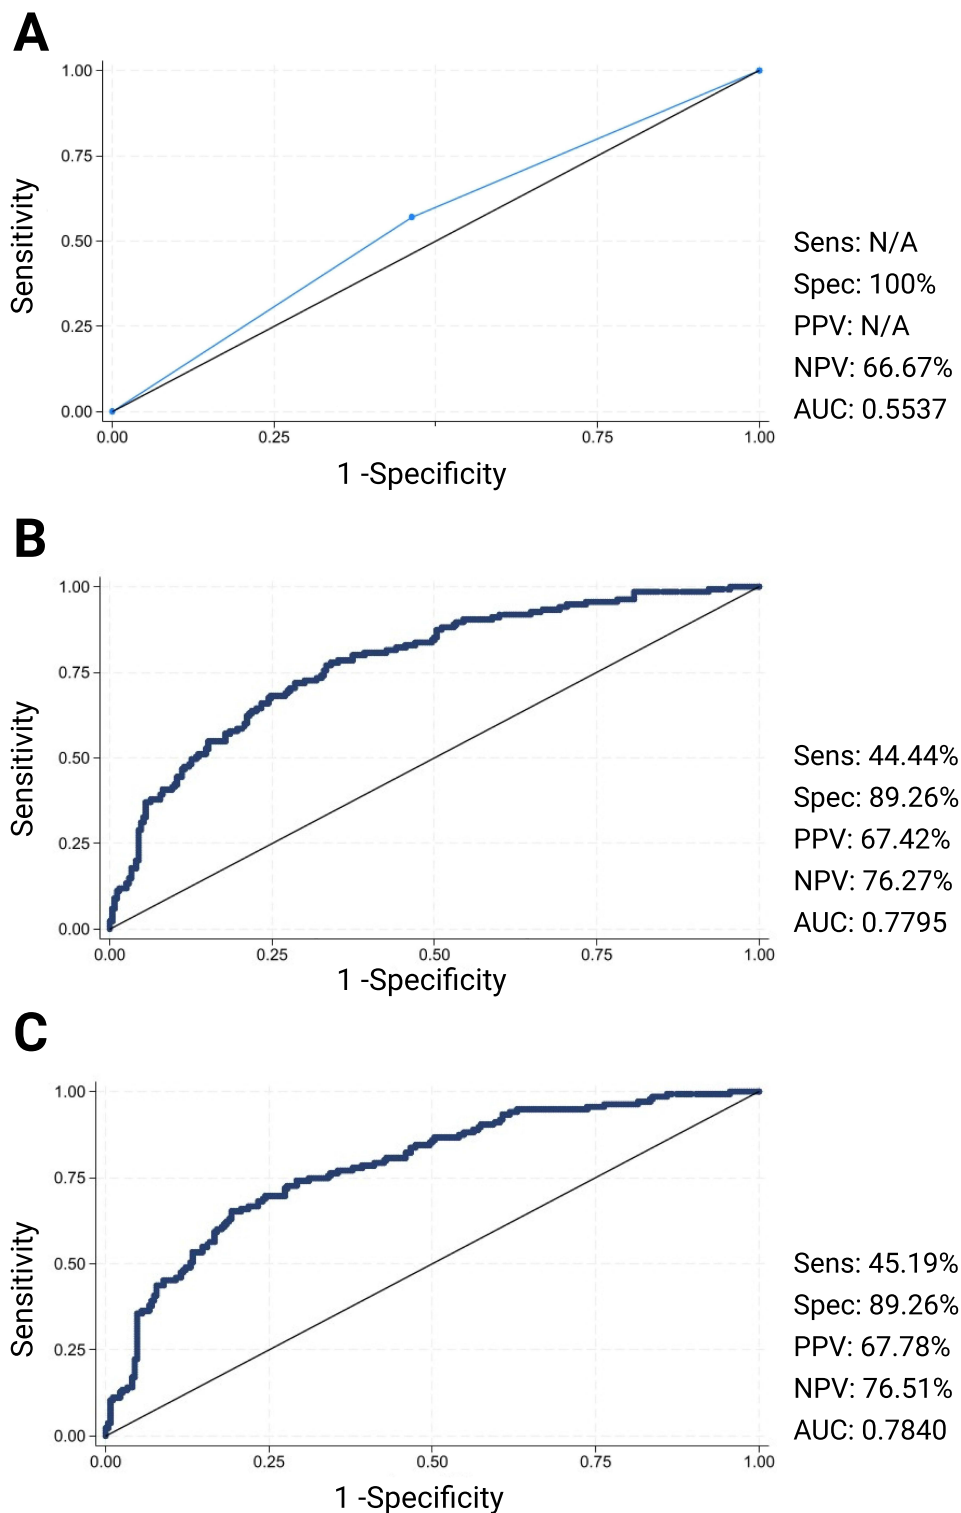 A
1.00
0.75
0.50
0.25
0.00
Sensitivity
0.00 0.25 0.75 1.00
1 -Specificity
Sens: N/A
Spec: 100%
PPV: N/A
NPV: 66.67%
AUC: 0.5537
B
1.00
0.75
0.50
0.25
0.00
Sensitivity
0.00 0.25 0.50 0.75 1.00
1 -Specificity
Sens: 44.44%
Spec: 89.26%
PPV: 67.42%
NPV: 76.27%
AUC: 0.7795
C
1.00
0.75
0.50
0.25
0.00
Sensitivity
0.00 0.25 0.50 0.75 1.00
1 -Specificity
Sens: 45.19%
Spec: 89.26%
PPV: 67.78%
NPV: 76.51%
AUC: 0.7840